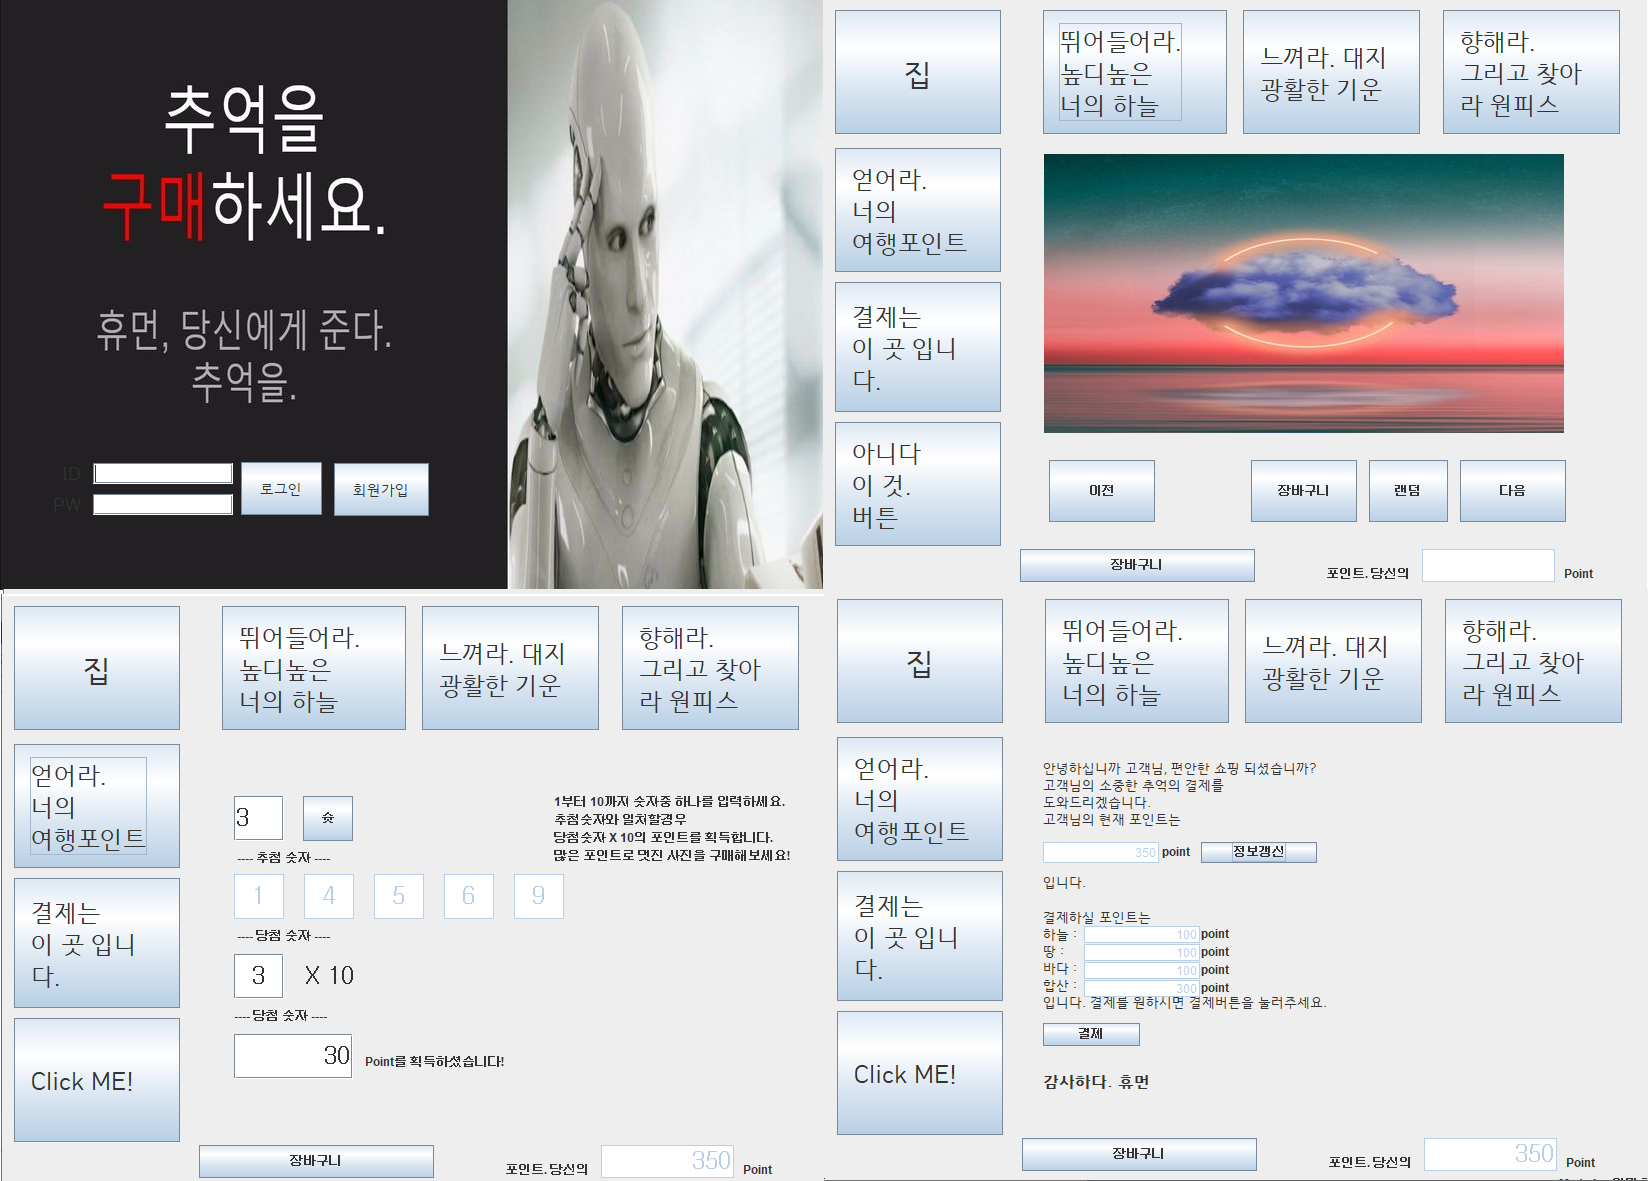 추억을
구매하세요.
휴먼, 당신에게 준다.
추억을.
ID
로그인
회원가입
PW
집
뛰어들어라.
높디높은
너의 하늘
느껴라. 대지
광활한 기운
향해라.
그리고 찾아
라 원피스
얻어라.
너의
여행포인트
결제는
이 곳 입니
다.
아니다
이 것.
버튼
이전
장바구니
랜덤
다음
장바구니
포인트.당신의
Point
집
뛰어들어라.
높디높은
너의 하늘
느껴라. 대지
광활한 기운
향해라.
그리고 찾아
라 원피스
얻어라.
너의
여행포인트
결제는
이 곳 입니
다.
Click ME!
3
슛
1부터 10까지 숫자중 하나를 입력하세요.
추첨숫자와 일치할경우
당첨숫자 X 10의 포인트를 획득합니다.
많은 포인트로 멋진 사진을 구매해보세요!
---- 추첨 숫자 ----
1 4 5 6 9
---- 당첨 숫자 ----
3 X 10
---- 당첨 숫자 ----
30 Point를 획득하셨습니다!
장바구니
포인트.당신의
350 Point
집
뛰어들어라.
높디높은
너의 하늘
느껴라. 대지
광활한 기운
향해라.
그리고 찾아
라 원피스
얻어라.
너의
여행포인트
결제는
이 곳 입니
다.
Click ME!
안녕하십니까 고객님, 편안한 쇼핑 되셨습니까?
고객님의 소중한 추억의 결제를
도와드리겠습니다.
고객님의 현재 포인트는
350 point 정보갱신
입니다.
결제하실 포인트는
하늘 : 100 point
땅 : 100 point
바다 : 100 point
합산 : 300 point
입니다. 결제를 원하시면 결제버튼을 눌러주세요.
결제
감사하다. 휴먼
장바구니
포인트.당신의
350 Point